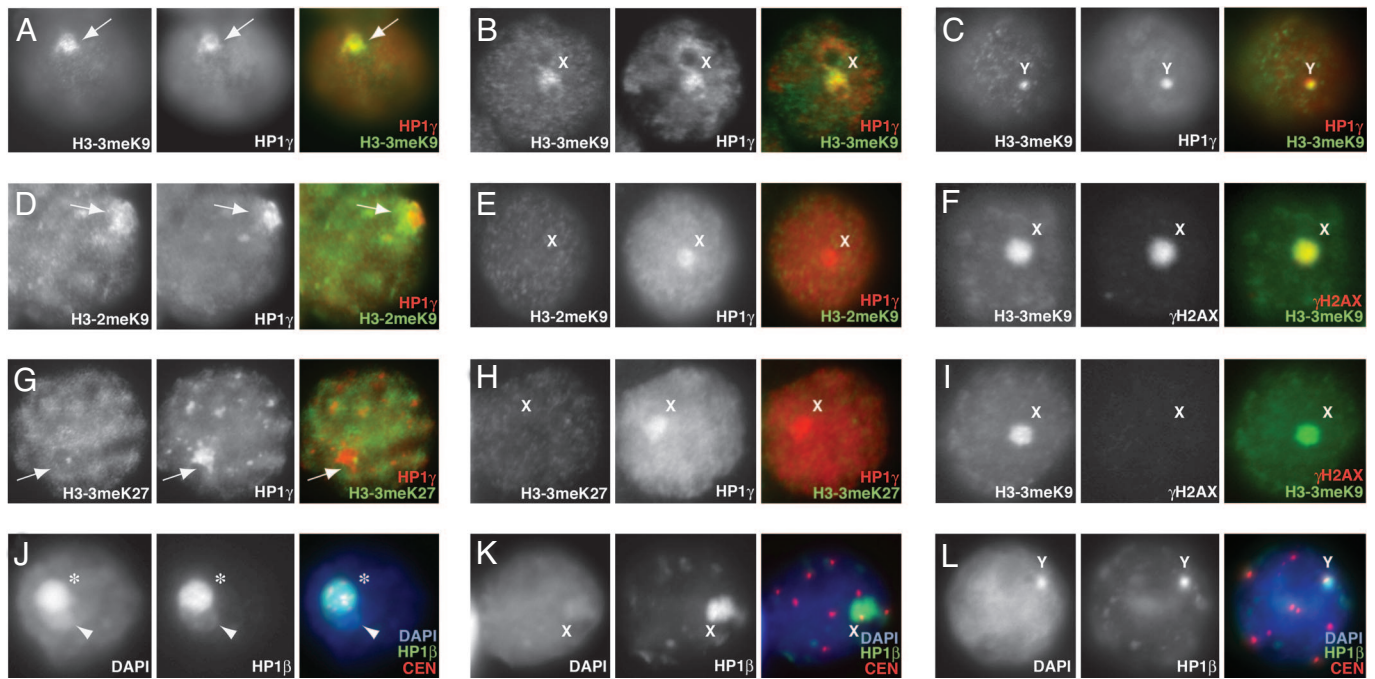 A
H3-3meK9
HP1γ
HP1γ
H3-3meK9
B
X
X
X
H3-3meK9
HP1γ
HP1γ
H3-3meK9
C
Y
Y
Y
H3-3meK9
HP1γ
HP1γ
H3-3meK9
D
H3-2meK9
HP1γ
HP1γ
H3-2meK9
E
X
X
X
H3-2meK9
HP1γ
HP1γ
H3-2meK9
F
X
X
X
H3-3meK9
γH2AX
γH2AX
H3-3meK9
G
H3-3meK27
HP1γ
HP1γ
H3-3meK27
H
X
X
X
H3-3meK27
HP1γ
HP1γ
H3-3meK27
I
X
X
X
H3-3meK9
γH2AX
γH2AX
H3-3meK9
J
*
*
*
DAPI
HP1β
DAPI
HP1β
CEN
K
X
X
X
DAPI
HP1β
DAPI
HP1β
CEN
L
Y
Y
Y
DAPI
HP1β
DAPI
HP1β
CEN